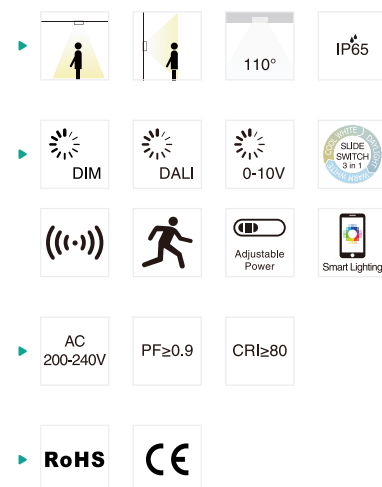 110°
IP65
DIM
DALI
0-10V
COOL WHITE
DAYLIGHT
WARM WHITE
SLIDE
SWITCH
3 in 1
Adjustable
Power
Smart Lighting
AC
200-240V
PF≥0.9
CRI≥80
RoHS
CE